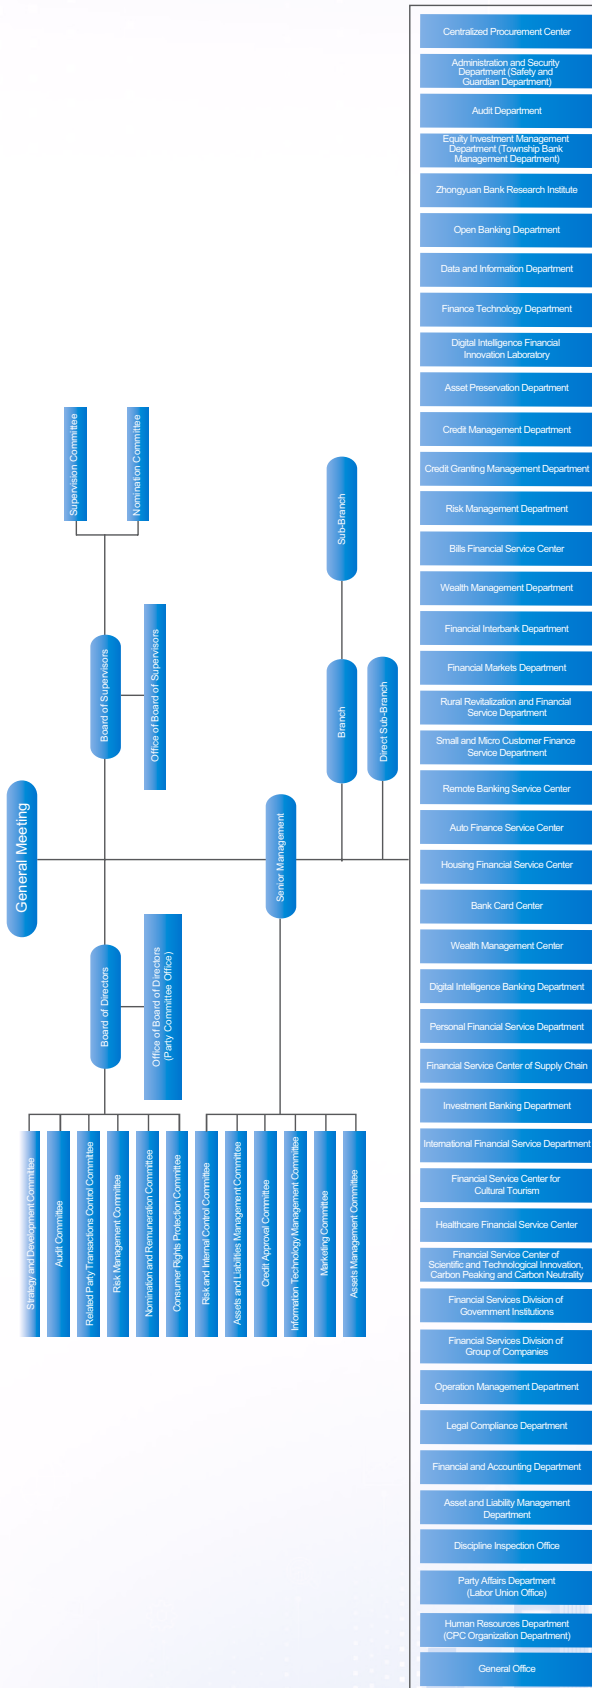 General Meeting
Board of Supervisors
Office of Board of Supervisors
Supervision Committee
Nomination Committee
Board of Directors
Office of Board of Directors
(Party Committee Office)
Strategy and Development Committee
Audit Committee
Related Party Transactions Control Committee
Risk Management Committee
Nomination and Remuneration Committee
Consumer Rights Protection Committee
Senior Management
Risk and Internal Control Committee
Assets and Liabilities Management Committee
Credit Approval Committee
Information Technology Management Committee
Marketing Committee
Assets Management Committee
Branch
Sub-Branch
Direct Sub-Branch
Centralized Procurement Center
Administration and Security
Department (Safety and
Guardian Department)
Audit Department
Equity Investment Management
Department (Township Bank
Management Department)
Zhongyuan Bank Research Institute
Open Banking Department
Data and Information Department
Finance Technology Department
Digital Intelligence Financial
Innovation Laboratory
Asset Preservation Department
Credit Management Department
Credit Granting Management Department
Risk Management Department
Bills Financial Service Center
Wealth Management Department
Financial Interbank Department
Financial Markets Department
Rural Revitalization and Financial
Service Department
Small and Micro Customer Finance
Service Department
Remote Banking Service Center
Auto Finance Service Center
Housing Financial Service Center
Bank Card Center
Wealth Management Center
Digital Intelligence Banking Department
Personal Financial Service Department
Financial Service Center of Supply Chain
Investment Banking Department
International Financial Service Department
Financial Service Center for
Cultural Tourism
Healthcare Financial Service Center
Financial Service Center of
Scientific and Technological Innovation,
Carbon Peaking and Carbon Neutrality
Financial Services Division of
Government Institutions
Financial Services Division of
Group of Companies
Operation Management Department
Legal Compliance Department
Financial and Accounting Department
Asset and Liability Management
Department
Discipline Inspection Office
Party Affairs Department
(Labor Union Office)
Human Resources Department
(CPC Organization Department)
General Office